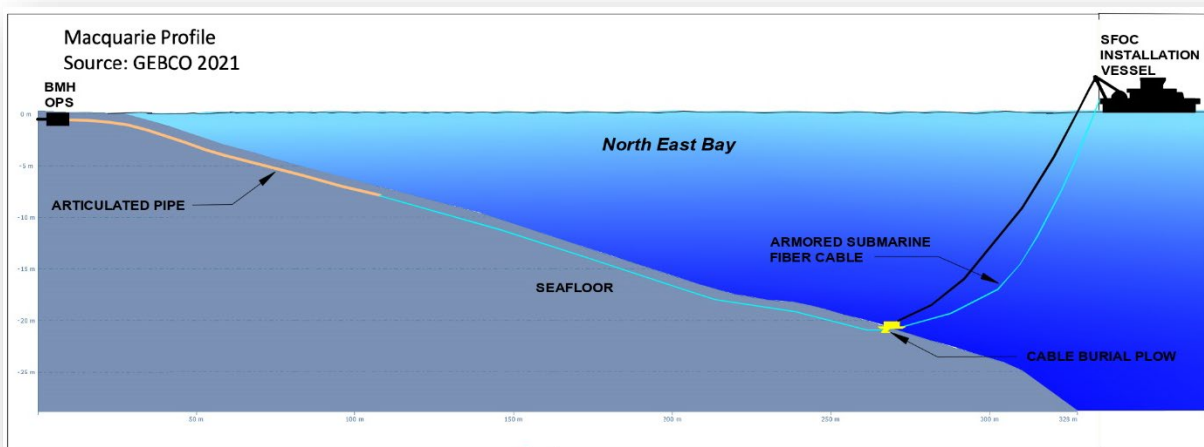 Macquarie Profile
Source: GEBCO 2021
SFOC
INSTALLATION
VESSEL
BMH
OPS
0 m
North East Bay
-5 m
ARTICULATED PIPE
-10 m
ARMORED SUBMARINE
FIBER CABLE
-15 m
SEAFLOOR
-20 m
CABLE BURIAL PLOW
-25 m
50 m
100 m
150 m
200 m
250 m
300 m
325 m